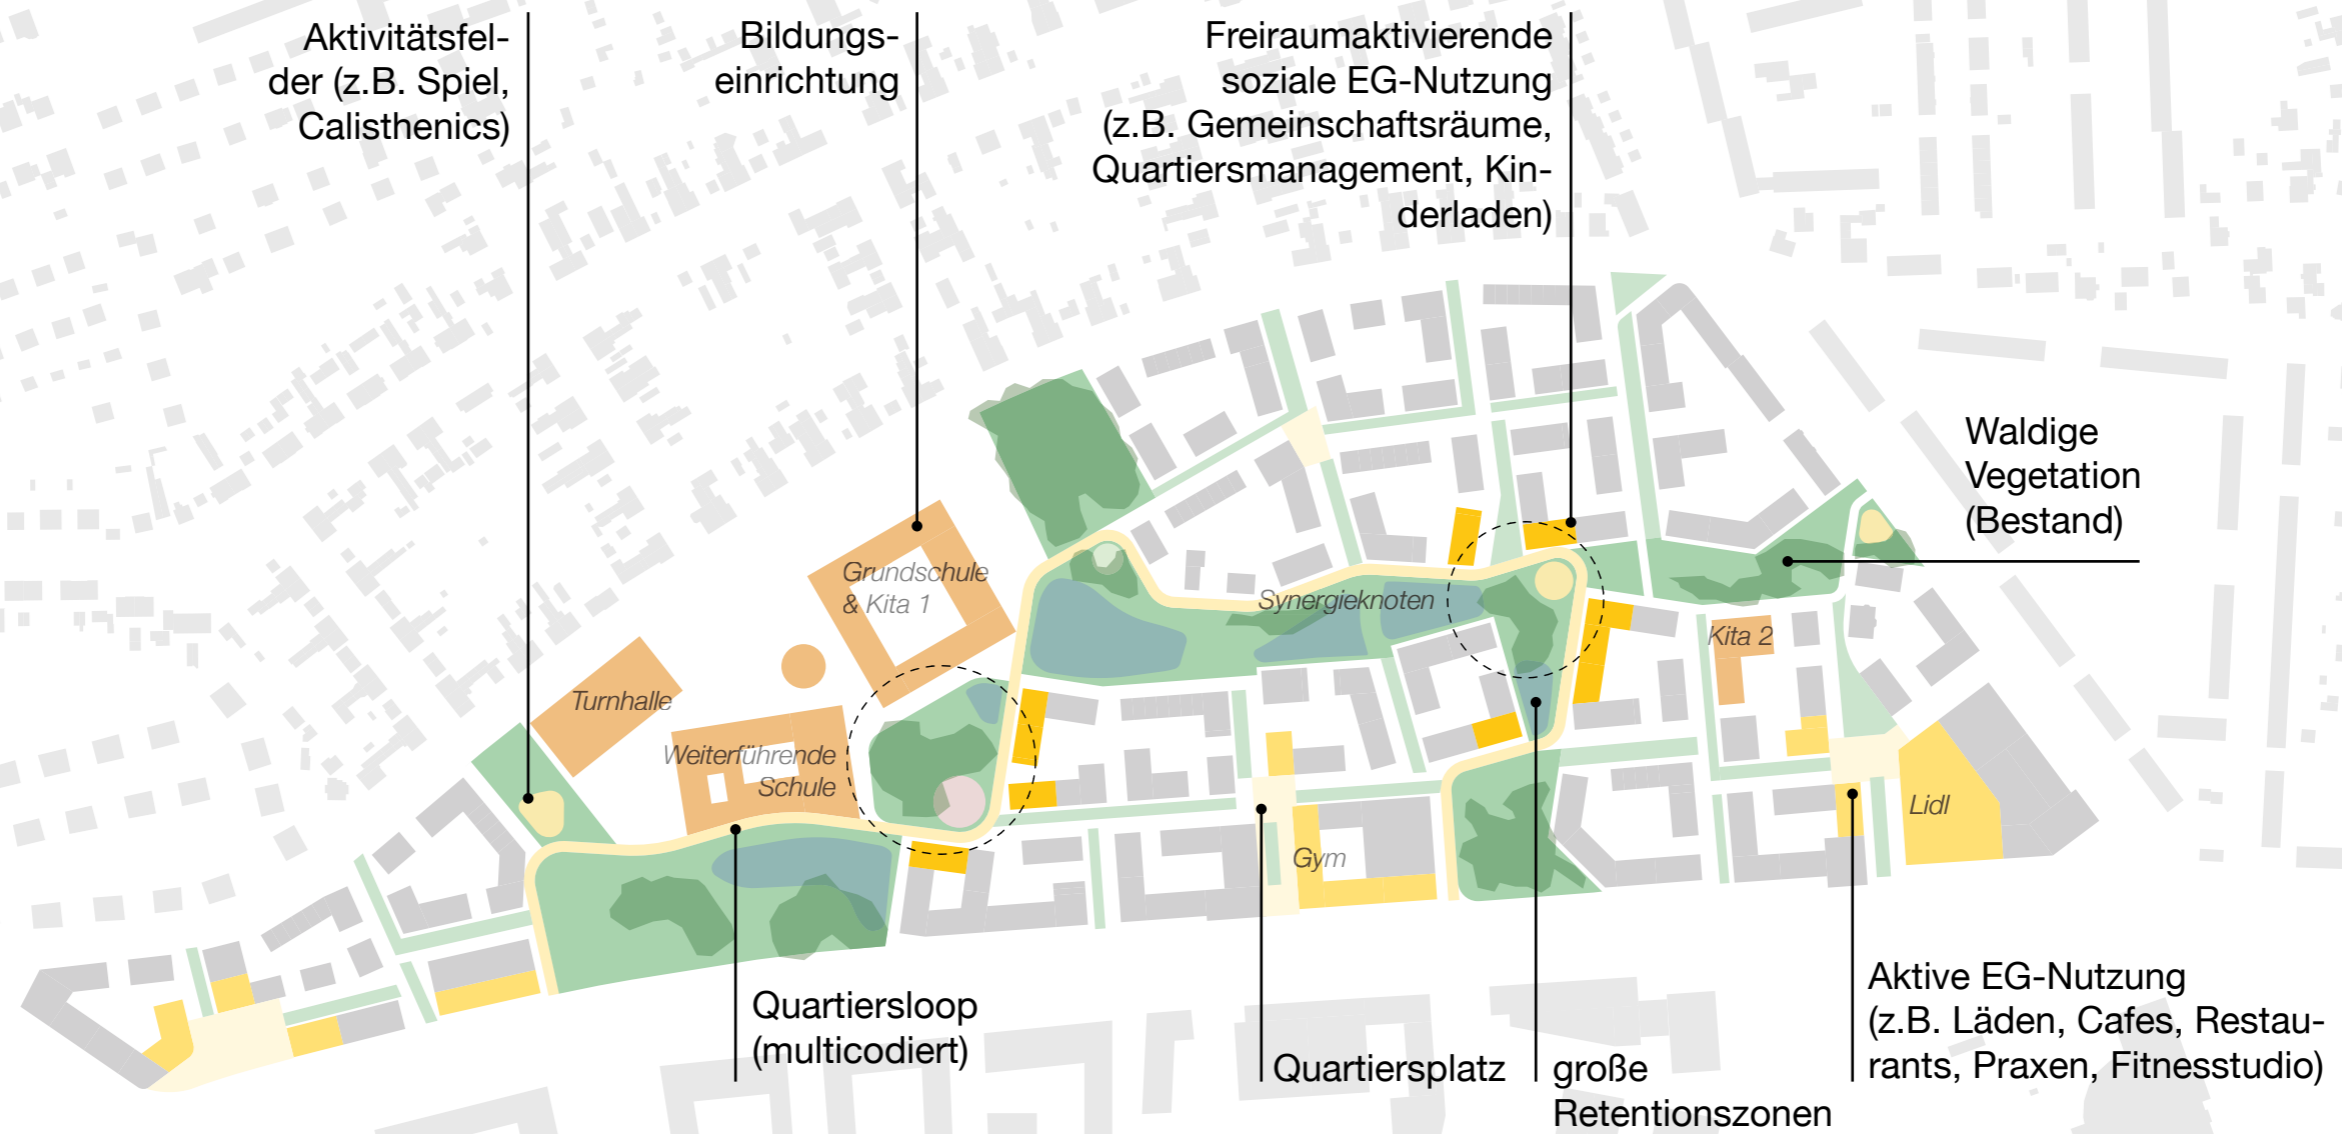 Aktivitätsfel-
der (z.B. Spiel,
Calisthenics)
Bildungs-
einrichtung
Freiraumaktivierende
soziale EG-Nutzung
(z.B. Gemeinschaftsräume,
Quartiersmanagement, Kin-
derladen)
Waldige
Vegetation
(Bestand)
Grundschule
& Kita 1
Synergieknoten
Kita 2
Turnhalle
Weiterführende
Schule
Lidl
Gym
Quartiersloop
(multicodiert)
Quartiersplatz
große
Retentionszonen
Aktive EG-Nutzung
(z.B. Läden, Cafes, Restau-
rants, Praxen, Fitnesstudio)